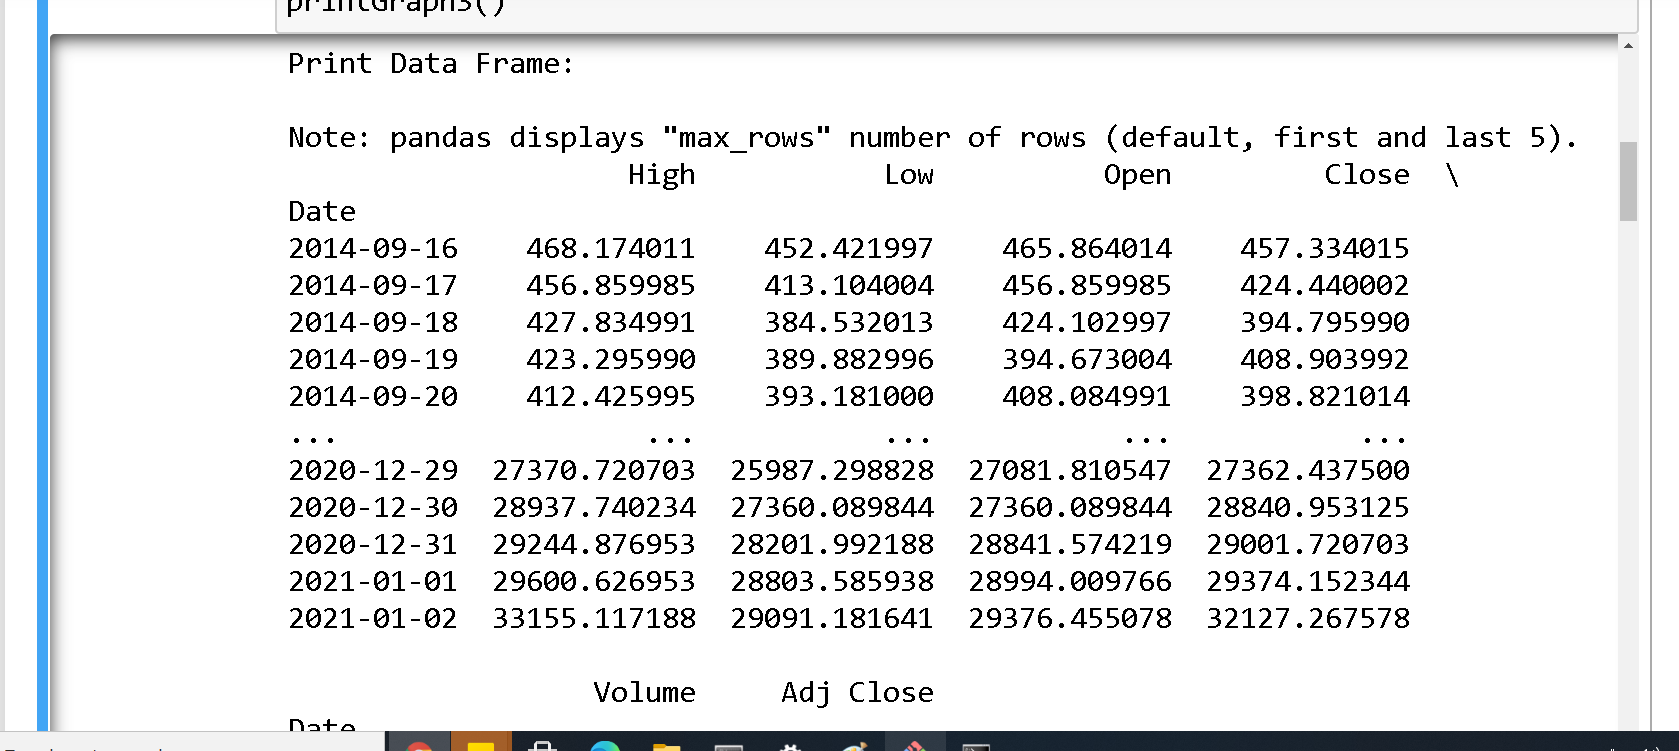 printGraph3()
Print Data Frame:
Note: pandas displays "max_rows" number of rows (default, first and last 5).
High Low Open Close \
Date
2014-09-16 468.174011 452.421997 465.864014 457.334015
2014-09-17 456.859985 413.104004 456.859985 424.440002
2014-09-18 427.834991 384.532013 424.102997 394.795990
2014-09-19 423.295990 389.882996 394.673004 408.903992
2014-09-20 412.425995 393.181000 408.084991 398.821014
... ... ... ... ...
2020-12-29 27370.720703 25987.298828 27081.810547 27362.437500
2020-12-30 28937.740234 27360.089844 27360.089844 28840.953125
2020-12-31 29244.876953 28201.992188 28841.574219 29001.720703
2021-01-01 29600.626953 28803.585938 28994.009766 29374.152344
2021-01-02 33155.117188 29091.181641 29376.455078 32127.267578
Volume Adj Close
Date